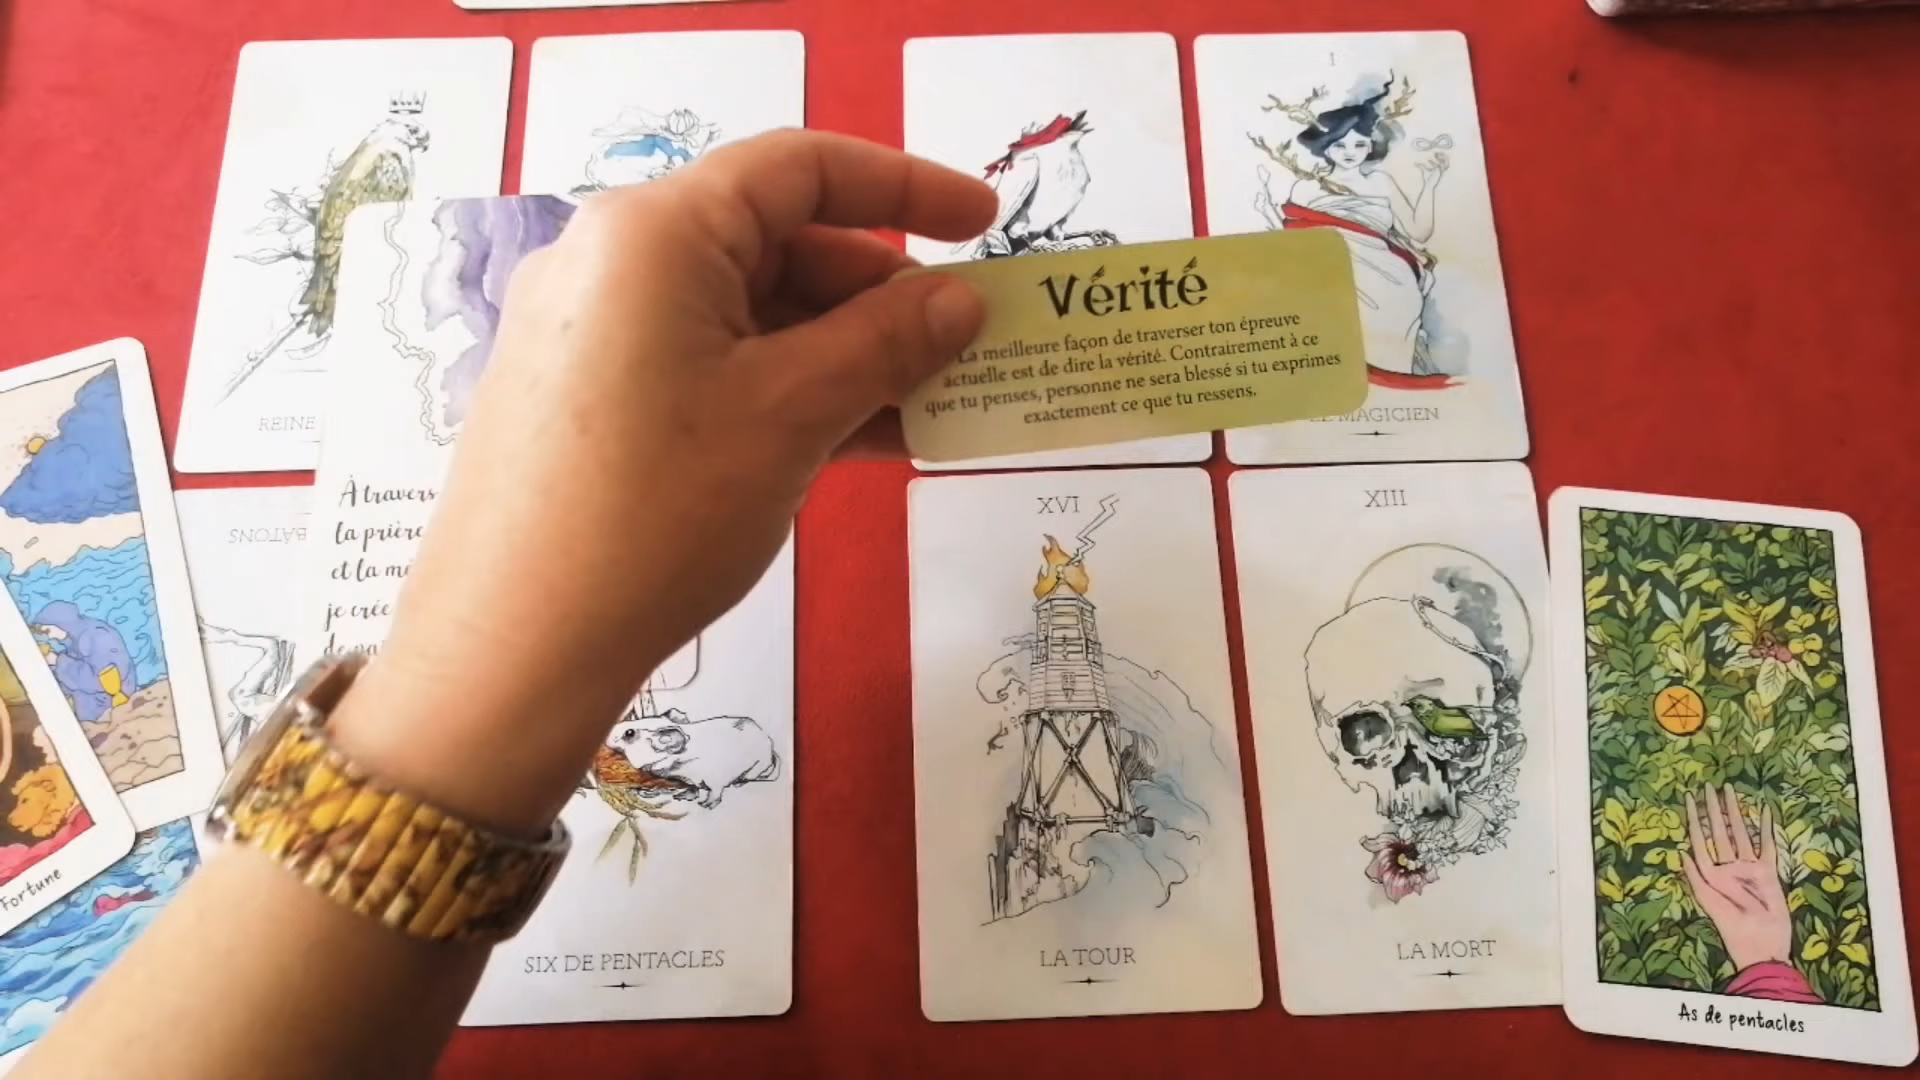 I
REINE
Vérité
La meilleure façon de traverser ton épreuve
actuelle est de dire la vérité. Contrairement à ce
que tu penses, personne ne sera blessé si tu exprimes
exactement ce que tu ressens.
MAGICIEN
À travers
la prière
et la
je crée
BATONS
XVI
XIII
Fortune
SIX DE PENTACLES
LA TOUR
LA MORT
As de pentacles